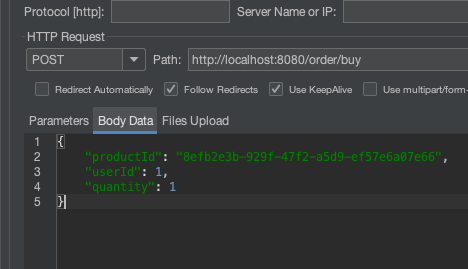 Protocol [http]: Server Name or IP:
HTTP Request
POST Path: http://localhost:8080/order/buy
Redirect Automatically Follow Redirects Use KeepAlive Use multipart/form-
Parameters Body Data Files Upload
1 {
2 "productId": "8efb2e3b-929f-47f2-a5d9-ef57e6a07e66",
3 "userId": 1,
4 "quantity": 1
5 }